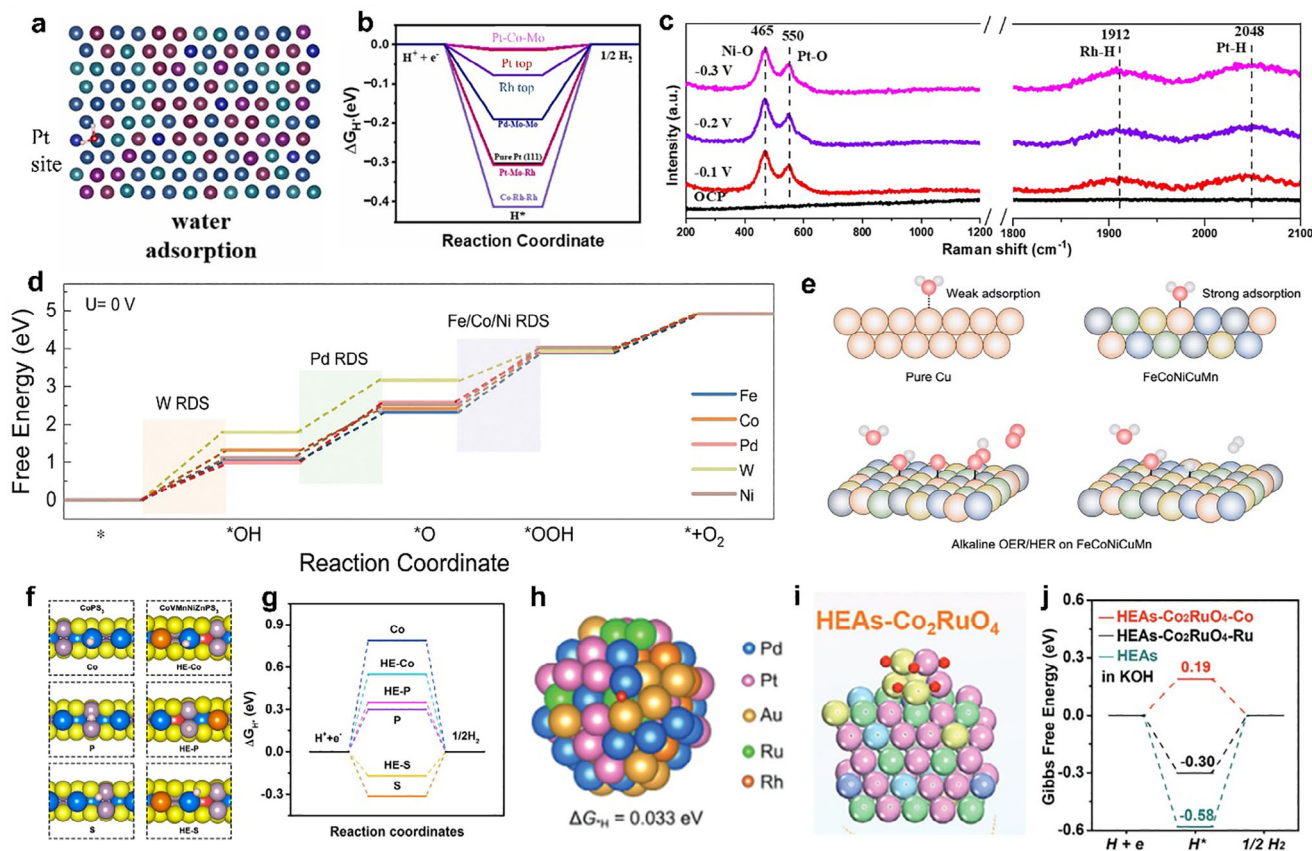 a
Pt
site
water
adsorption
b
0.0
-0.1
-0.2
-0.3
-0.4
ΔG_H* (eV)
H⁺ + e⁻
1/2 H₂
Pt-Co-Mo
Pt top
Rh top
Pd-Mo-Mo
Pure Pt (111)
Pt-Mo-Rh
Co-Rh-Rh
H*
Reaction Coordinate
c
465
550
1912
2048
Ni-O
Pt-O
Rh-H
Pt-H
-0.3 V
-0.2 V
-0.1 V
OCP
Intensity (a.u.)
200
400
600
800
1000
1200
1800
1900
2000
2100
Raman shift (cm⁻¹)
d
U= 0 V
5
4
3
2
1
0
Free Energy (eV)
W RDS
Pd RDS
Fe/Co/Ni RDS
Fe
Co
Pd
W
Ni
*
*OH
*O
*OOH
*+O₂
Reaction Coordinate
e
Weak adsorption
Strong adsorption
Pure Cu
FeCoNiCuMn
Alkaline OER/HER on FeCoNiCuMn
f
CoPS₃
CoVMnNiZnPS₃
Co
HE-Co
P
HE-P
S
HE-S
g
0.9
0.6
0.3
0.0
-0.3
ΔG_H* (eV)
Co
HE-Co
HE-P
P
H⁺+e⁻
1/2H₂
HE-S
S
Reaction coordinates
h
Pd
Pt
Au
Ru
Rh
ΔG*H = 0.033 eV
i
HEAs-Co₂RuO₄
j
0.6
0.3
0.0
-0.3
-0.6
Gibbs Free Energy (eV)
HEAs-Co₂RuO₄-Co
HEAs-Co₂RuO₄-Ru
HEAs
in KOH
0.19
-0.30
-0.58
H + e
H*
1/2 H₂